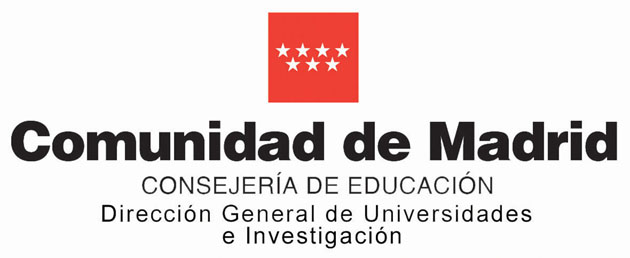 Comunidad de Madrid
CONSEJERÍA DE EDUCACIÓN
Dirección General de Universidades
e Investigación